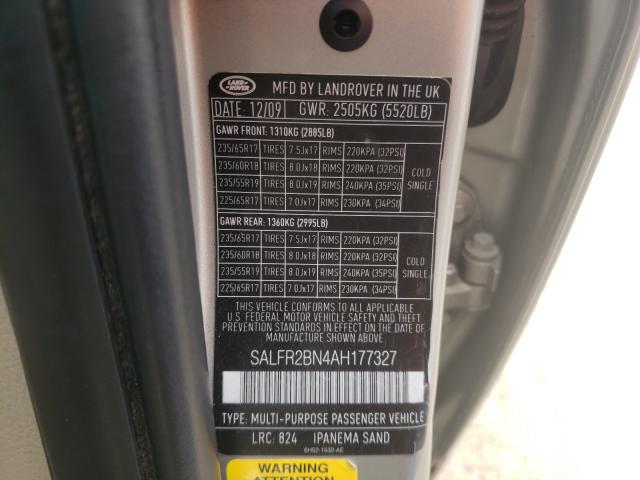 LAND-
ROVER
MFD BY LANDROVER IN THE UK
DATE: 12/09 GWR: 2505KG (5520LB)
GAWR FRONT: 1310KG (2885LB)
235/65R17 TIRES 7.5Jx17 RIMS 220KPA (32PSI)
235/60R18 TIRES 8.0Jx18 RIMS 220KPA (32PSI)
235/55R19 TIRES 8.0Jx19 RIMS 240KPA (35PSI)
225/65R17 TIRES 7.0Jx17 RIMS 230KPA (34PSI)
COLD
SINGLE
GAWR REAR: 1360KG (2995LB)
235/65R17 TIRES 7.5Jx17 RIMS 220KPA (32PSI)
235/60R18 TIRES 8.0Jx18 RIMS 220KPA (32PSI)
235/55R19 TIRES 8.0Jx19 RIMS 240KPA (35PSI)
225/65R17 TIRES 7.0Jx17 RIMS 230KPA (34PSI)
COLD
SINGLE
THIS VEHICLE CONFORMS TO ALL APPLICABLE
U.S. FEDERAL MOTOR VEHICLE SAFETY AND THEFT
PREVENTION STANDARDS IN EFFECT ON THE DATE OF
MANUFACTURE SHOWN ABOVE
SALFR2BN4AH177327
TYPE: MULTI-PURPOSE PASSENGER VEHICLE
LRC: 824 IPANEMA SAND
6H52-1532-AE
WARNING
ATTENTION